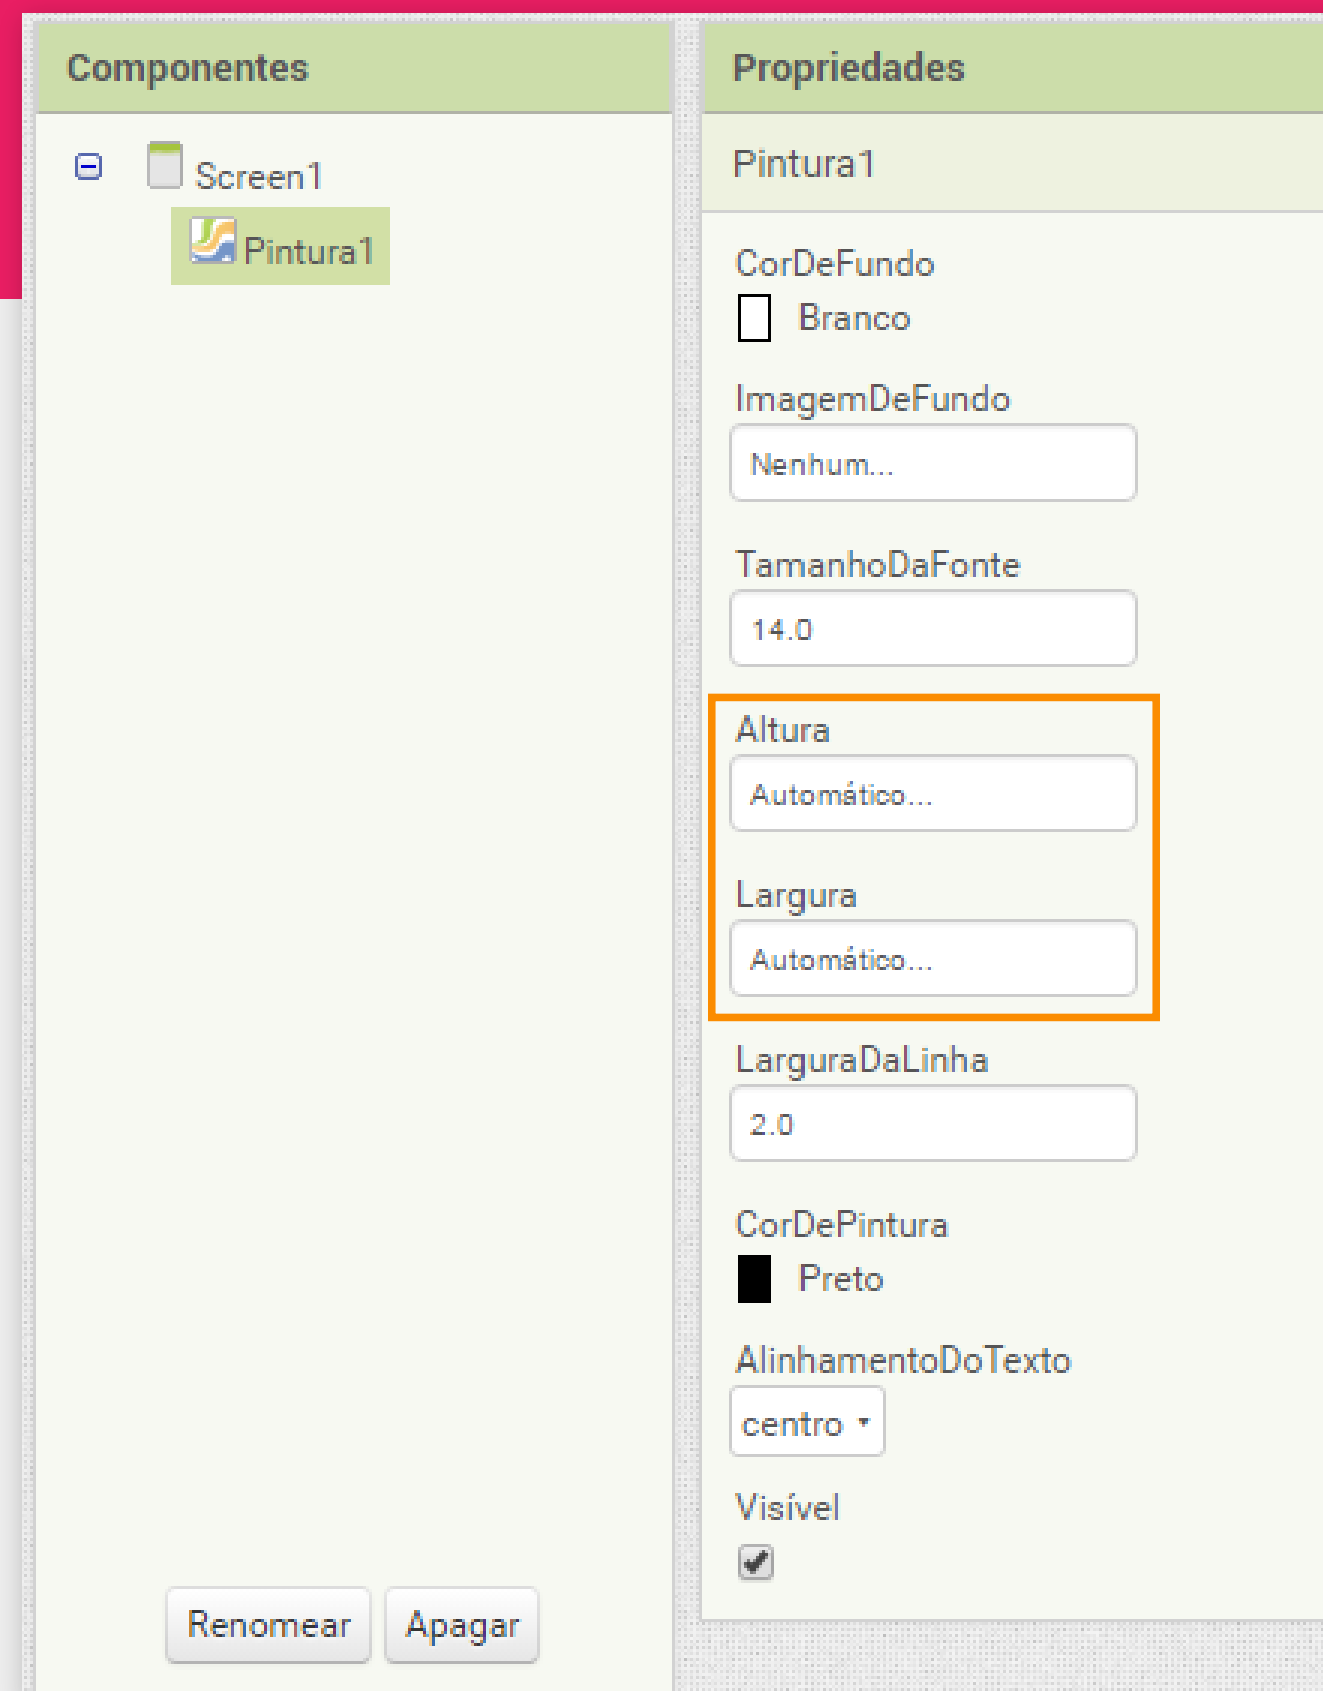 Componentes
Screen1
Pintura1
Renomear
Apagar
Propriedades
Pintura1
CorDeFundo
Branco
ImagemDeFundo
Nenhum...
TamanhoDaFonte
14.0
Altura
Automático...
Largura
Automático...
LarguraDaLinha
2.0
CorDePintura
Preto
AlinhamentoDoTexto
centro
Visível